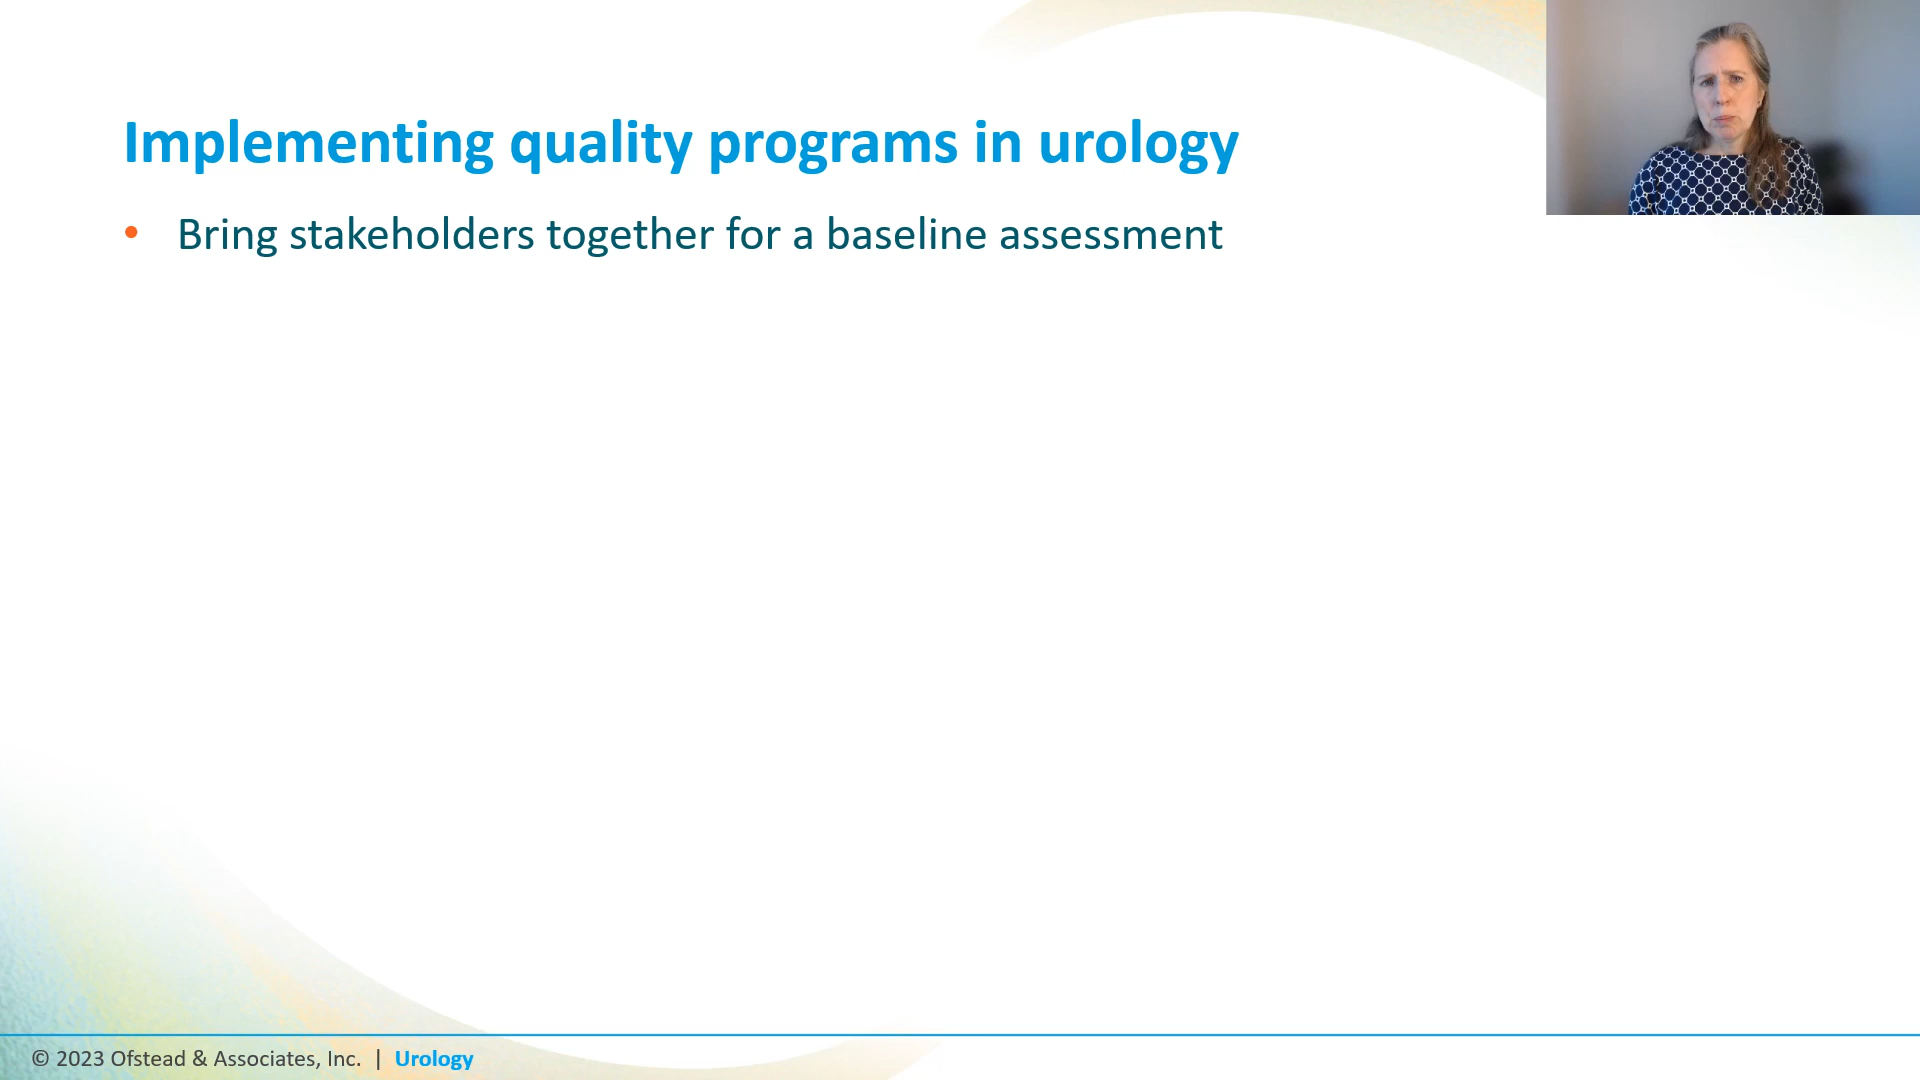 Implementing quality programs in urology
• Bring stakeholders together for a baseline assessment
© 2023 Ofstead & Associates, Inc. | Urology